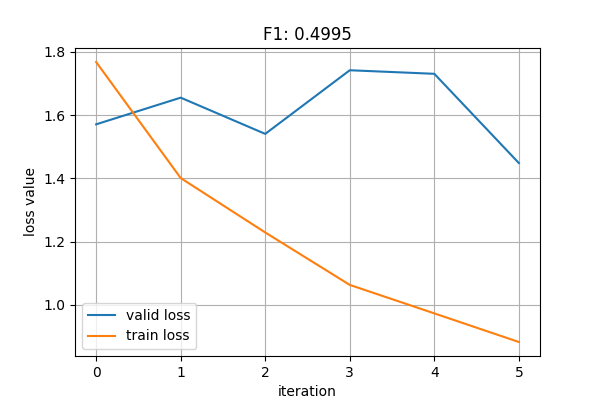 F1: 0.4995
1.8
1.6
1.4
1.2
1.0
loss value
valid loss
train loss
0 1 2 3 4 5
iteration